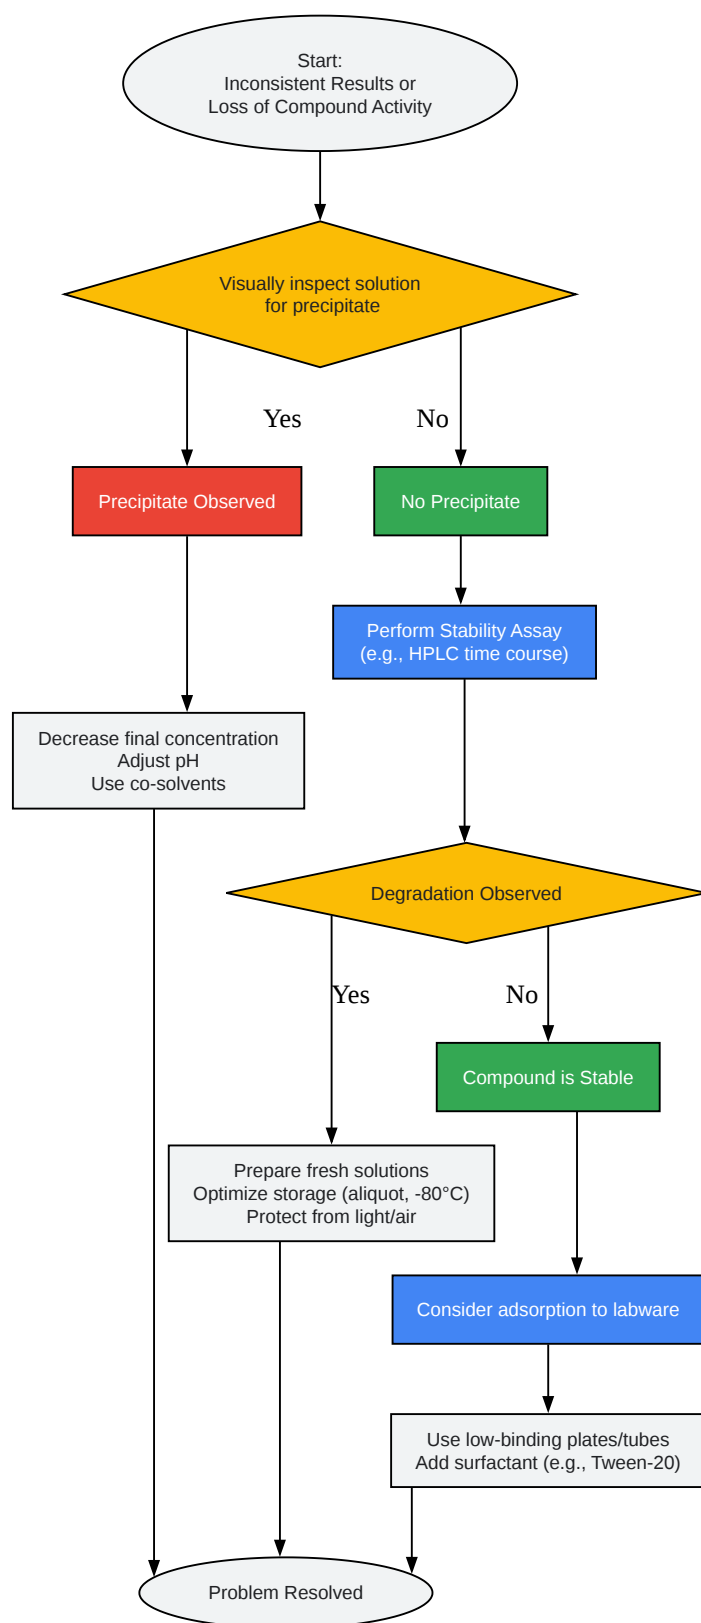 Start:
Inconsistent Results or
Loss of Compound Activity
Visually inspect solution
for precipitate
Yes
No
Precipitate Observed
No Precipitate
Perform Stability Assay
(e.g., HPLC time course)
Decrease final concentration
Adjust pH
Use co-solvents
Degradation Observed
Yes
No
Compound is Stable
Prepare fresh solutions
Optimize storage (aliquot, -80°C)
Protect from light/air
Consider adsorption to labware
Use low-binding plates/tubes
Add surfactant (e.g., Tween-20)
Problem Resolved